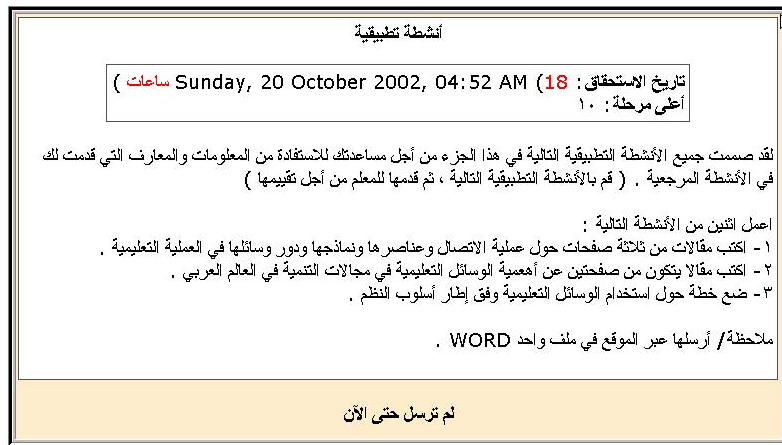 أنشطة تطبيقية
تاريخ الاستحقاق: Sunday, 20 October 2002, 04:52 AM (18 ساعات )
أعلى مرحلة: ١٠
لقد صممت جميع الأنشطة التطبيقية التالية في هذا الجزء من أجل مساعدتك للاستفادة من المعلومات والمعارف التي قدمت لك
في الأنشطة المرجعية . ( قم بالأنشطة التطبيقية التالية ، ثم قدمها للمعلم من أجل تقييمها )
اعمل اثنين من الأنشطة التالية :
١- اكتب مقالات من ثلاثة صفحات حول عملية الاتصال وعناصرها ونماذجها ودور وسائلها في العملية التعليمية .
٢- اكتب مقالا يتكون من صفحتين عن أهعمية الوسائل التعليمية في مجالات التنمية في العالم العربي .
٣- ضع خطة حول استخدام الوسائل التعليمية وفق إطار أسلوب النظم .
ملاحظة/ أرسلها عبر الموقع في ملف واحد WORD .
لم ترسل حتى الآن